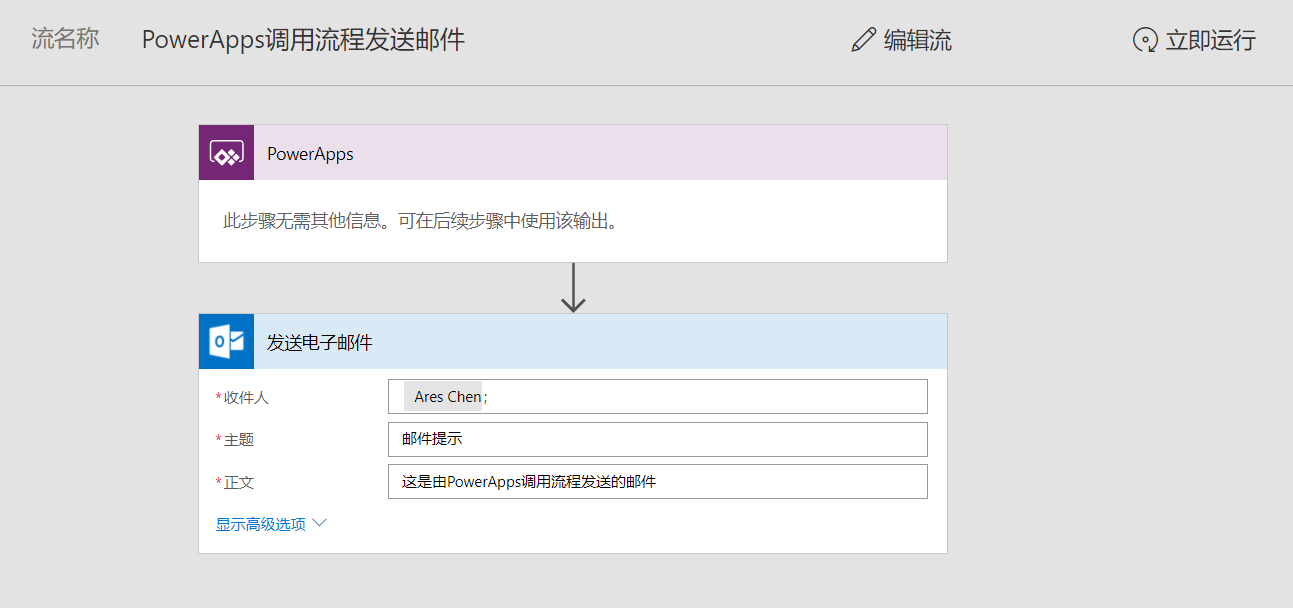 流名称 PowerApps调用流程发送邮件 编辑流 立即运行
PowerApps
此步骤无需其他信息。可在后续步骤中使用该输出。
发送电子邮件
*收件人 Ares Chen;
*主题 邮件提示
*正文 这是由PowerApps调用流程发送的邮件
显示高级选项